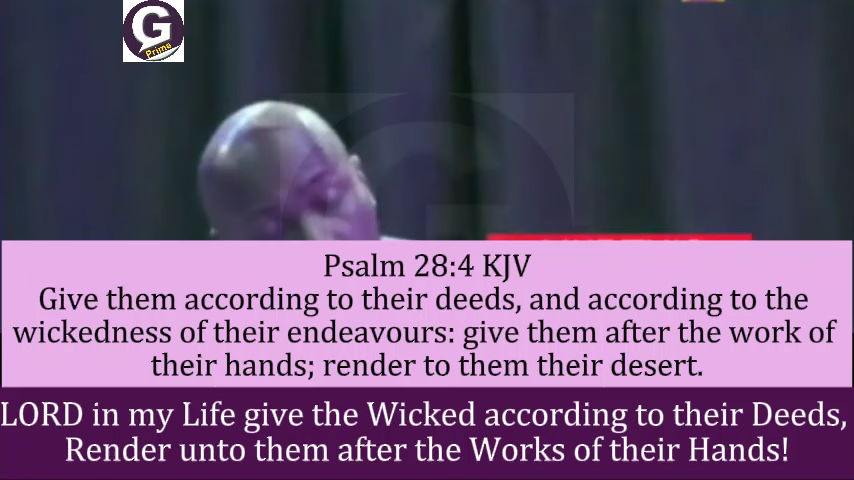 G
Prime
Psalm 28:4 KJV
Give them according to their deeds, and according to the
wickedness of their endeavours: give them after the work of
their hands; render to them their desert.
LORD in my Life give the Wicked according to their Deeds,
Render unto them after the Works of their Hands!